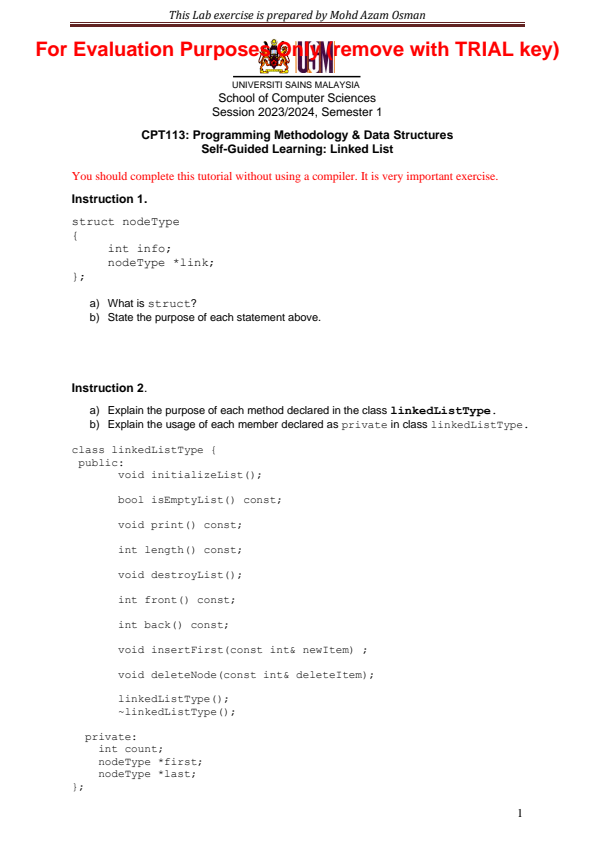 This Lab exercise is prepared by Mohd Azam Osman
For Evaluation Purposes Only (remove with TRIAL key)
USM
UNIVERSITI SAINS MALAYSIA
School of Computer Sciences
Session 2023/2024, Semester 1
CPT113: Programming Methodology & Data Structures
Self-Guided Learning: Linked List
You should complete this tutorial without using a compiler. It is very important exercise.
Instruction 1.
struct nodeType
{
int info;
nodeType *link;
};
a) What is struct?
b) State the purpose of each statement above.
Instruction 2.
a) Explain the purpose of each method declared in the class linkedListType.
b) Explain the usage of each member declared as private in class linkedListType.
class linkedListType {
public:
void initializeList();
bool isEmptyList() const;
void print() const;
int length() const;
void destroyList();
int front() const;
int back() const;
void insertFirst(const int& newItem) ;
void deleteNode(const int& deleteItem);
linkedListType();
~linkedListType();
private:
int count;
nodeType *first;
nodeType *last;
};
1